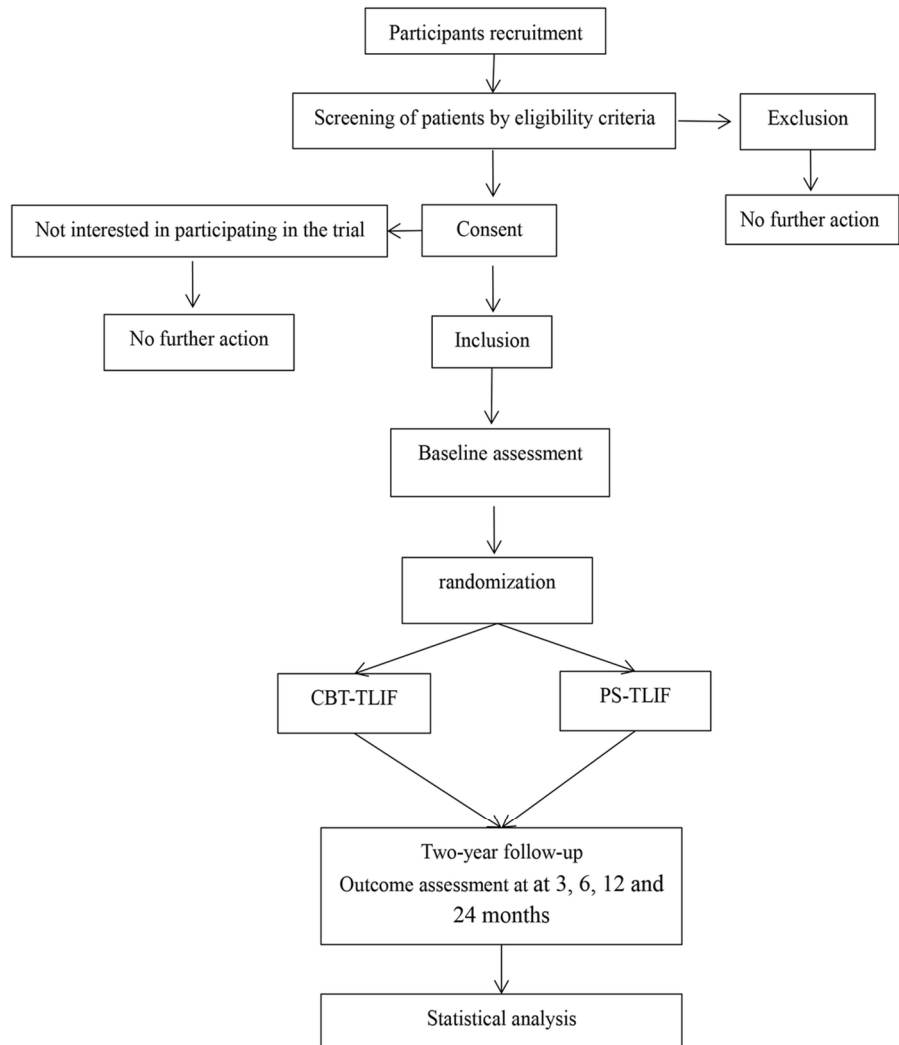 Participants recruitment
Screening of patients by eligibility criteria
Exclusion
No further action
Consent
Not interested in participating in the trial
No further action
Inclusion
Baseline assessment
randomization
CBT-TLIF
PS-TLIF
Two-year follow-up
Outcome assessment at at 3, 6, 12 and
24 months
Statistical analysis